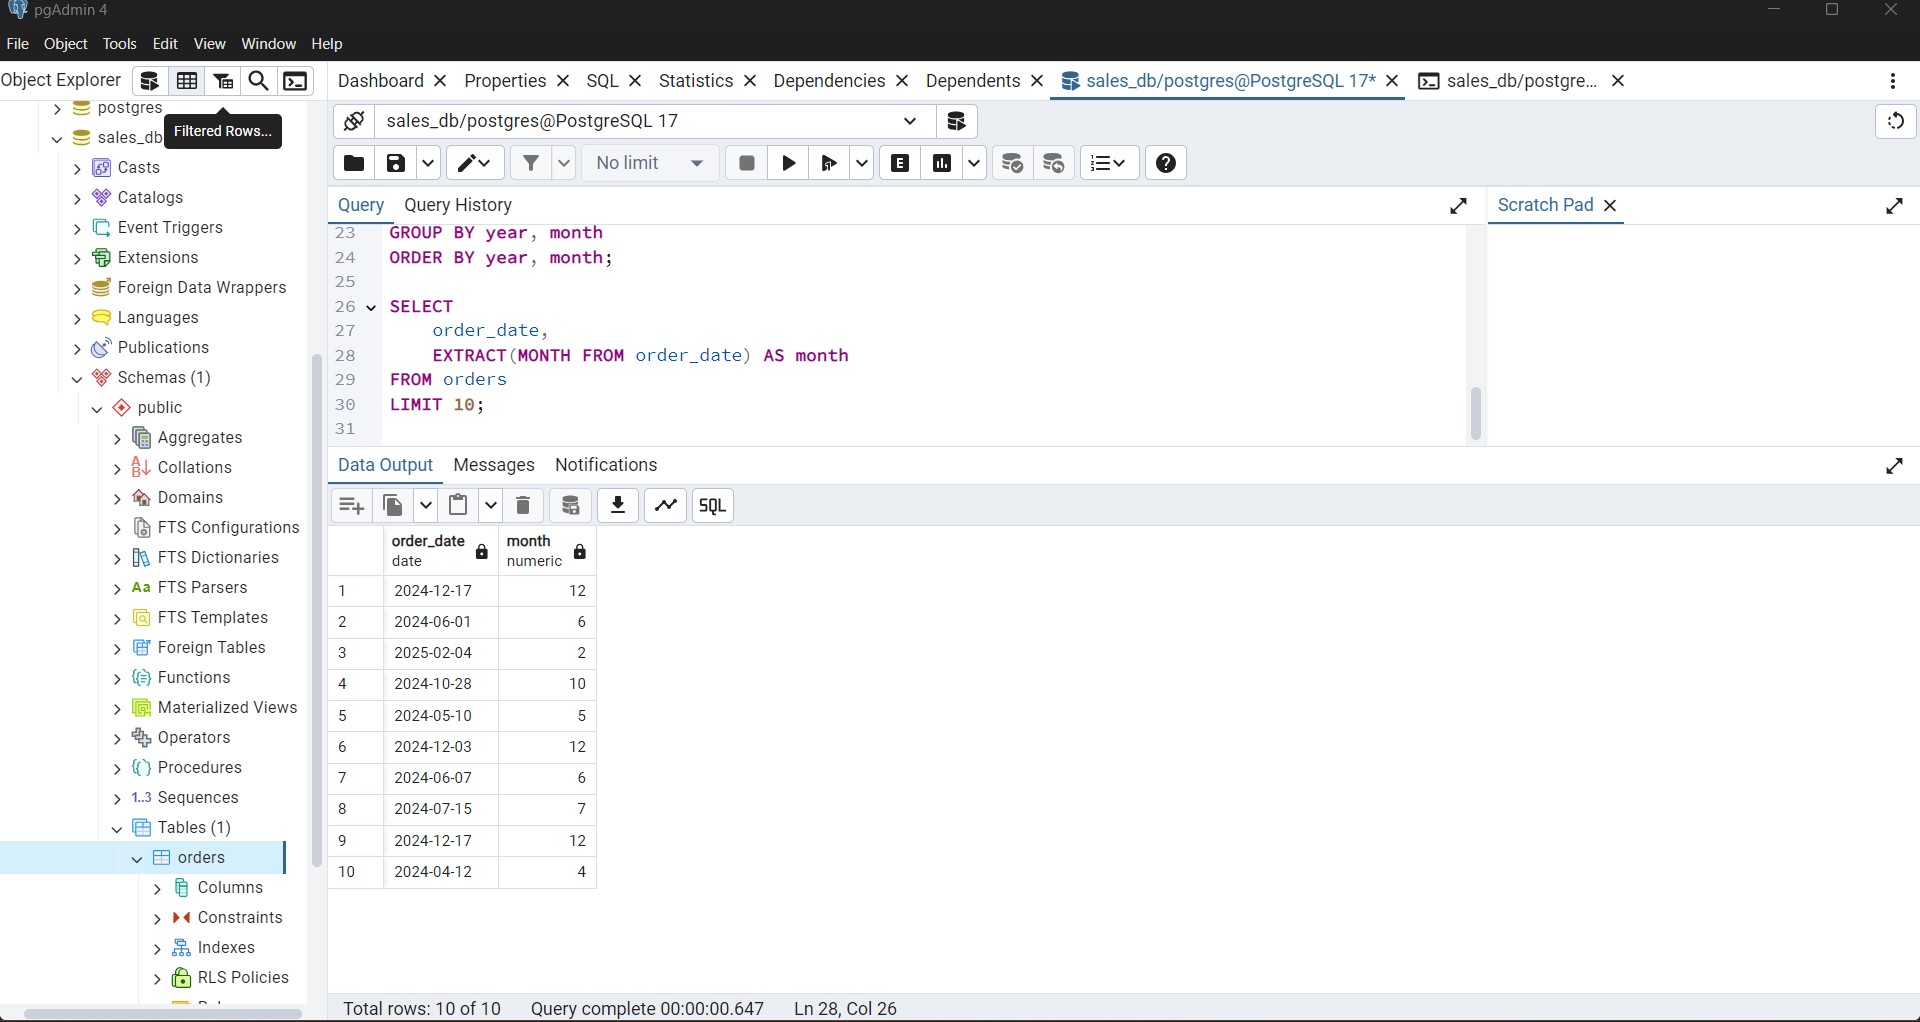 pgAdmin 4
File Object Tools Edit View Window Help
Object Explorer
Dashboard Properties SQL Statistics Dependencies Dependents sales_db/postgres@PostgreSQL 17* sales_db/postgre...
postgres
Filtered Rows...
sales_db
Casts
Catalogs
Event Triggers
Extensions
Foreign Data Wrappers
Languages
Publications
Schemas (1)
public
Aggregates
Collations
Domains
FTS Configurations
FTS Dictionaries
Aa FTS Parsers
FTS Templates
Foreign Tables
Functions
Materialized Views
Operators
Procedures
1..3 Sequences
Tables (1)
orders
Columns
Constraints
Indexes
RLS Policies
sales_db/postgres@PostgreSQL 17
No limit
E
Query Query History
Scratch Pad
23 GROUP BY year, month
24 ORDER BY year, month;
25
26 SELECT
27 order_date,
28 EXTRACT(MONTH FROM order_date) AS month
29 FROM orders
30 LIMIT 10;
31
Data Output Messages Notifications
SQL
order_date month
date numeric
1 2024-12-17 12
2 2024-06-01 6
3 2025-02-04 2
4 2024-10-28 10
5 2024-05-10 5
6 2024-12-03 12
7 2024-06-07 6
8 2024-07-15 7
9 2024-12-17 12
10 2024-04-12 4
Total rows: 10 of 10 Query complete 00:00:00.647 Ln 28, Col 26